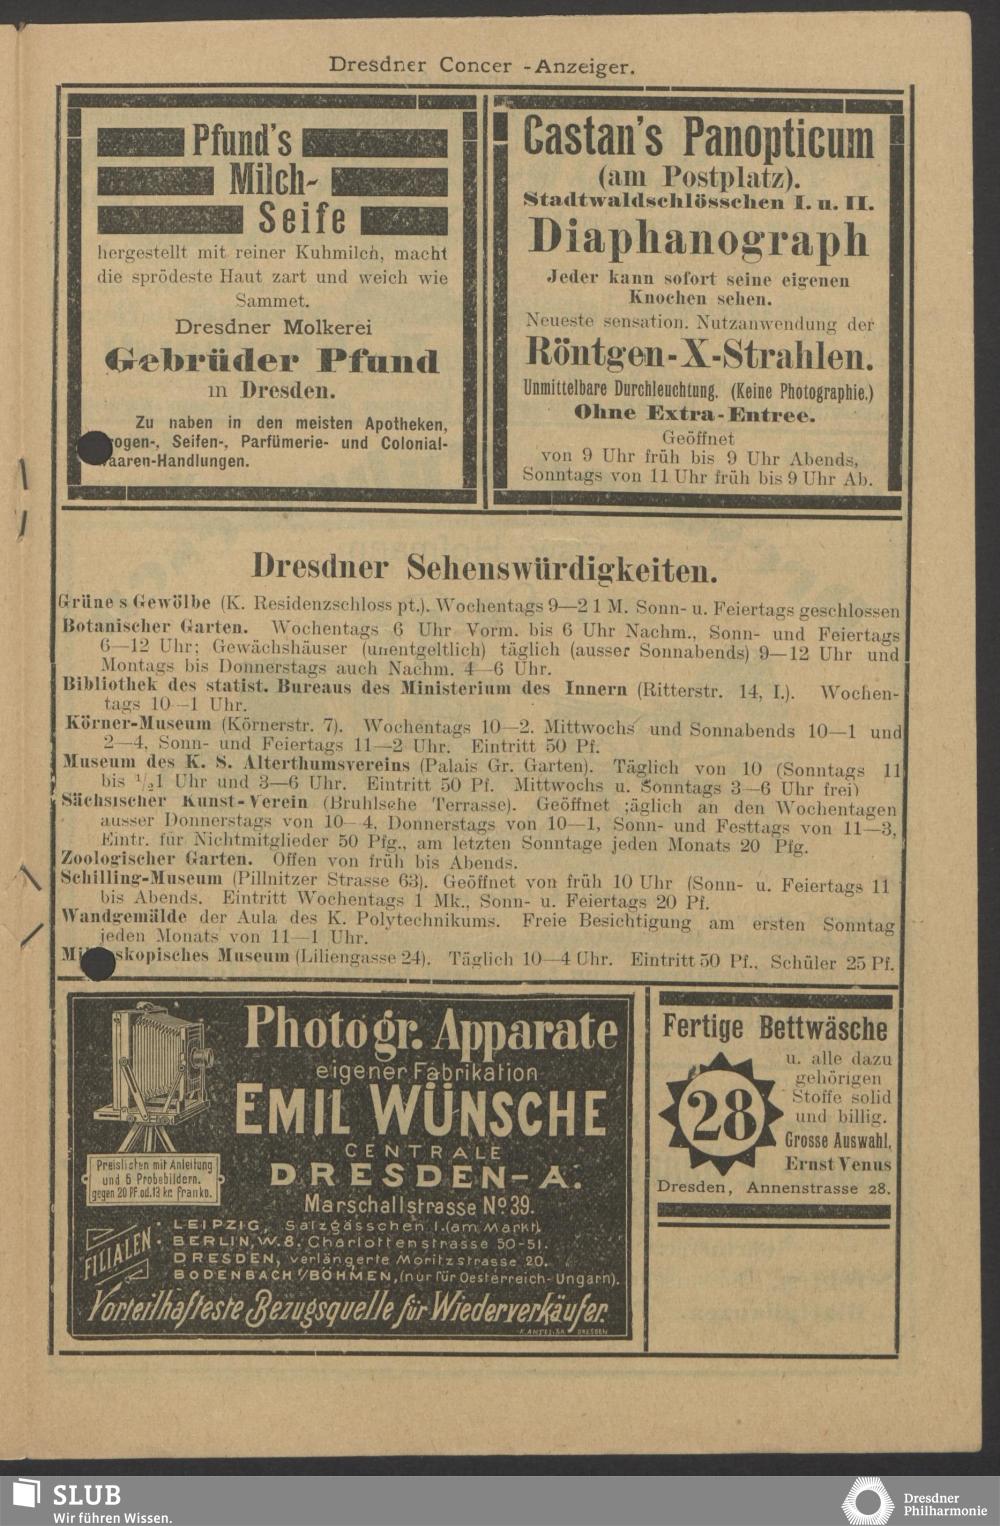 Dresdner Concer -Anzeiger.
Pfund's
Milch-
Seife
hergestellt mit reiner Kuhmilch, macht
die sprödeste Haut zart und weich wie
Sammet.
Dresdner Molkerei
Gebrüder Pfund
in Dresden.
Zu naben in den meisten Apotheken,
ogen-, Seifen-, Parfümerie- und Colonial-
aaren-Handlungen.
Castan's Panopticum
(am Postplatz).
Stadtwaldschlösschen I. u. II.
Diaphanograph
Jeder kann sofort seine eigenen
Knochen sehen.
Neueste sensation. Nutzanwendung der
Röntgen-X-Strahlen.
Unmittelbare Durchleuchtung. (Keine Photographie.)
Ohne Extra-Entree.
Geöffnet
von 9 Uhr früh bis 9 Uhr Abends,
Sonntags von 11 Uhr früh bis 9 Uhr Ab.
Dresdner Sehenswürdigkeiten.
Grüne s Gewölbe (K. Residenzschloss pt.). Wochentags 9—2 1 M. Sonn- u. Feiertags geschlossen
Botanischer Garten. Wochentags 6 Uhr Vorm. bis 6 Uhr Nachm., Sonn- und Feiertags
6—12 Uhr; Gewächshäuser (unentgeltlich) täglich (ausser Sonnabends) 9—12 Uhr und
Montags bis Donnerstags auch Nachm. 4—6 Uhr.
Bibliothek des statist. Bureaus des Ministerium des Innern (Ritterstr. 14, I.). Wochen-
tags 10—1 Uhr.
Körner-Museum (Körnerstr. 7). Wochentags 10—2. Mittwochs und Sonnabends 10—1 und
2—4, Sonn- und Feiertags 11—2 Uhr. Eintritt 50 Pf.
Museum des K. S. Alterthumsvereins (Palais Gr. Garten). Täglich von 10 (Sonntags 11
bis 1/21 Uhr und 3—6 Uhr. Eintritt 50 Pf. Mittwochs u. Sonntags 3—6 Uhr frei)
Sächsischer Kunst-Verein (Bruhlsche Terrasse). Geöffnet ;äglich an den Wochentagen
ausser Donnerstags von 10—4, Donnerstags von 10—1, Sonn- und Festtags von 11—3,
Eintr. für Nichtmitglieder 50 Pfg., am letzten Sonntage jeden Monats 20 Pfg.
Zoologischer Garten. Offen von früh bis Abends.
Schilling-Museum (Pillnitzer Strasse 63). Geöffnet von früh 10 Uhr (Sonn- u. Feiertags 11
bis Abends. Eintritt Wochentags 1 Mk., Sonn- u. Feiertags 20 Pf.
Wandgemälde der Aula des K. Polytechnikums. Freie Besichtigung am ersten Sonntag
jeden Monats von 11—1 Uhr.
Mi skopisches Museum (Liliengasse 24). Täglich 10—4 Uhr. Eintritt 50 Pf., Schüler 25 Pf.
Photogr. Apparate
eigener Fabrikation
EMIL WÜNSCHE
CENTRALE
DRESDEN-A.
Marschallstrasse No 39.
Preislisten mit Anleitung
und 6 Probebildern.
gegen 20 Pf. od. 13 kr. franko.
FILIALEN
LEIPZIG, Salzgässchen 1. (am Markt).
BERLIN, W. 8. Charlottenstrasse 50-51.
DRESDEN, verlängerte Moritzstrasse 20.
BODENBACH i/BÖHMEN, (nur für Oesterreich-Ungarn).
Vorteilhafteste Bezugsquelle für Wiederverkäufer.
Fertige Bettwäsche
28
u. alle dazu
gehörigen
Stoffe solid
und billig.
Grosse Auswahl,
Ernst Venus
Dresden, Annenstrasse 28.
SLUB
Wir führen Wissen.
Dresdner
Philharmonie